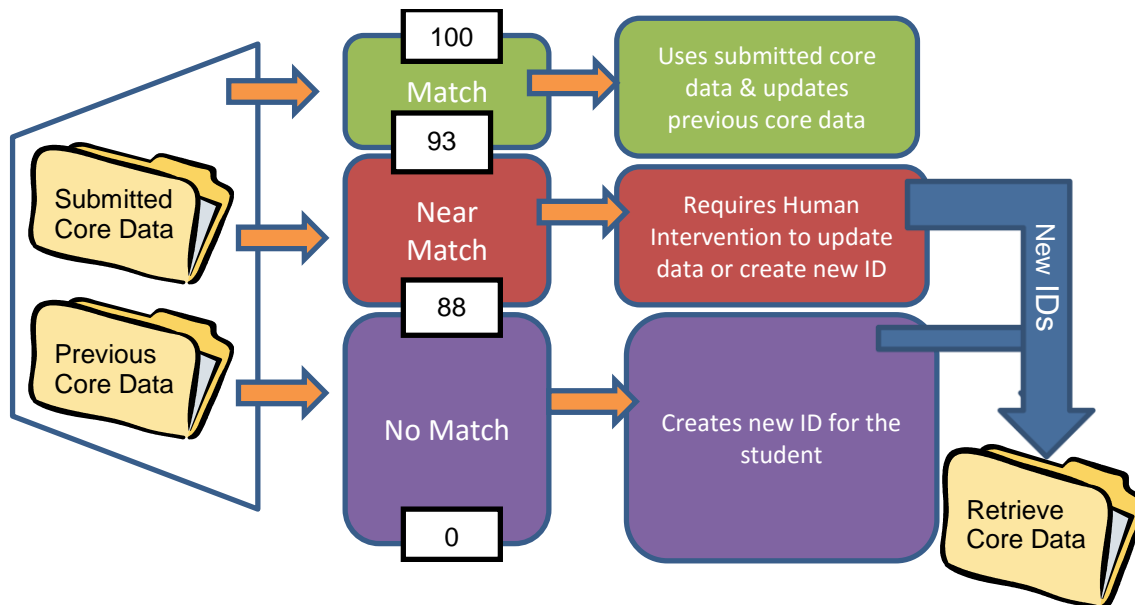 100
Match
Uses submitted core
data & updates
previous core data
93
Submitted
Core Data
Near
Match
Requires Human
Intervention to update
data or create new ID
New IDs
88
Previous
Core Data
No Match
Creates new ID for the
student
0
Retrieve
Core Data